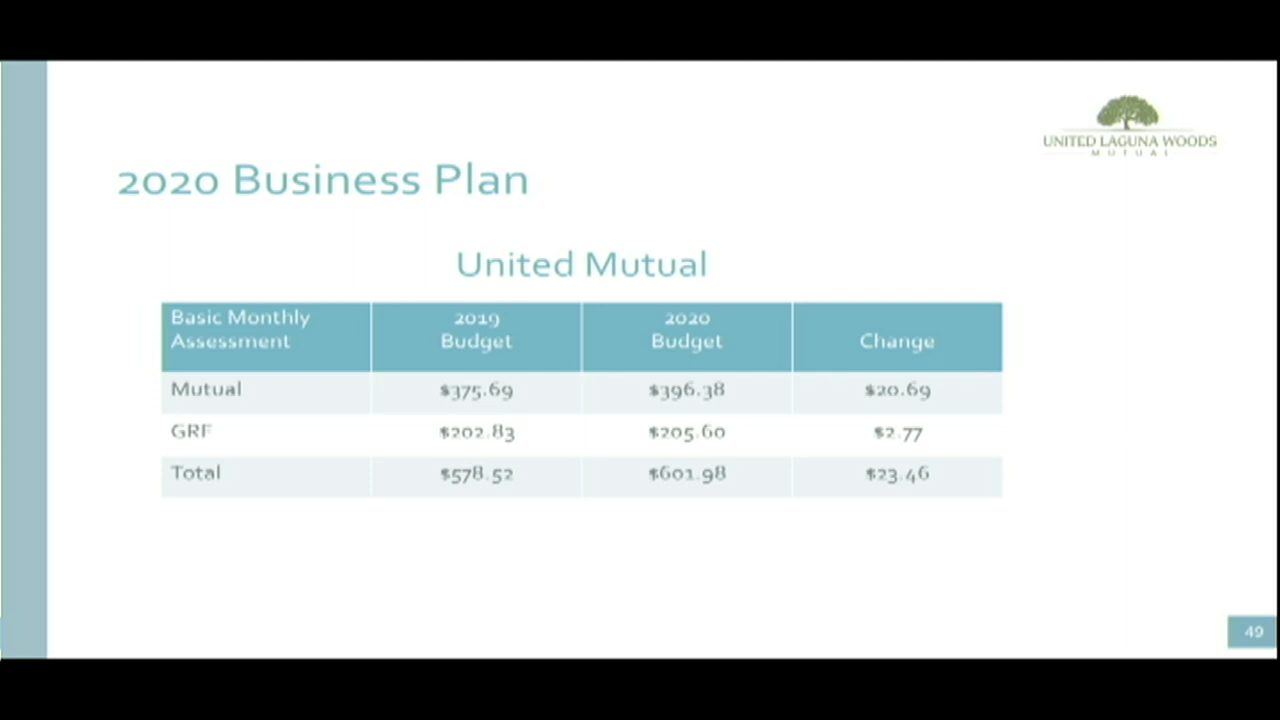 UNITED LAGUNA WOODS
MUTUAL
2020 Business Plan
United Mutual
Basic Monthly Assessment 2019 Budget 2020 Budget Change
Mutual $375.69 $396.38 $20.69
GRF $202.83 $205.60 $2.77
Total $578.52 $601.98 $23.46
49